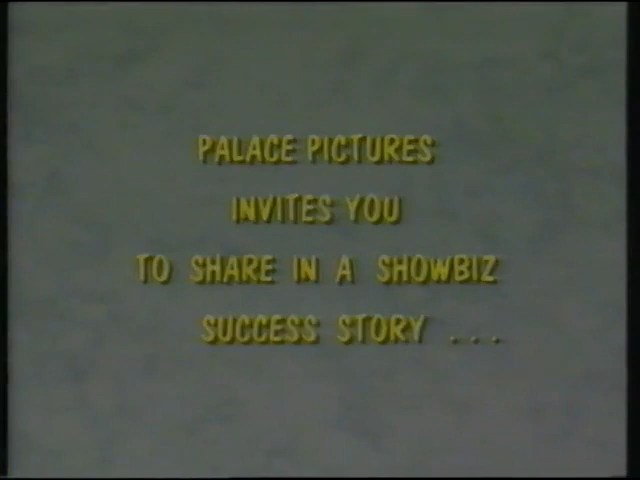 PALACE PICTURES
INVITES YOU
TO SHARE IN A SHOWBIZ
SUCCESS STORY ...